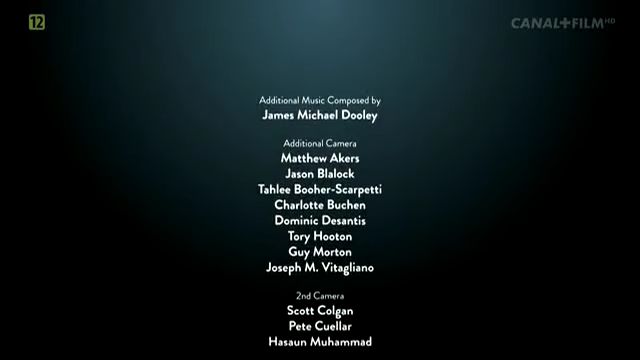 12
CANAL+FILM HD
Additional Music Composed by
James Michael Dooley
Additional Camera
Matthew Akers
Jason Blalock
Tahlee Booher-Scarpetti
Charlotte Buchen
Dominic Desantis
Tory Hooton
Guy Morton
Joseph M. Vitagliano
2nd Camera
Scott Colgan
Pete Cuellar
Hasaun Muhammad